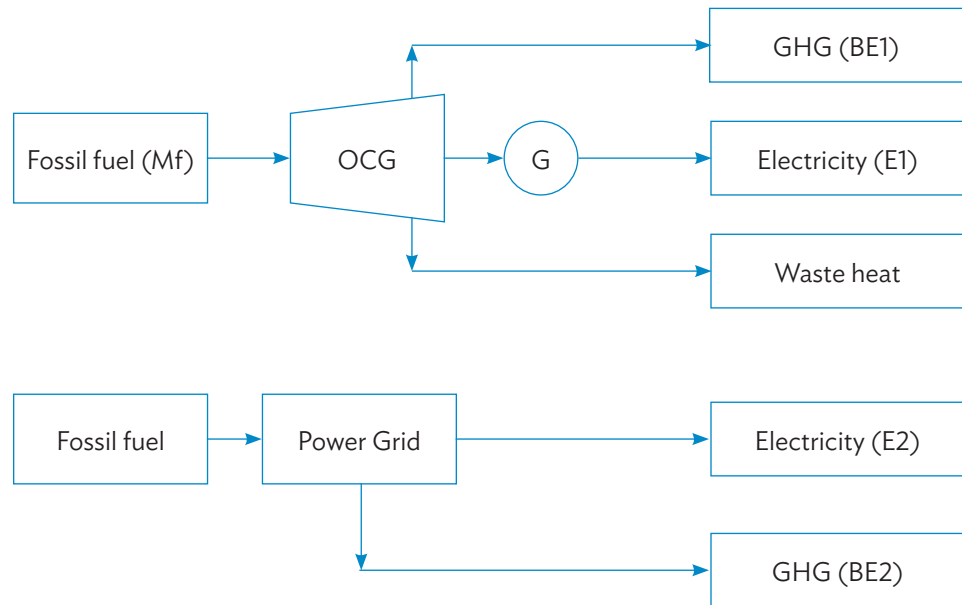 GHG (BE1)
Fossil fuel (Mf)
OCG
G
Electricity (E1)
Waste heat
Fossil fuel
Power Grid
Electricity (E2)
GHG (BE2)